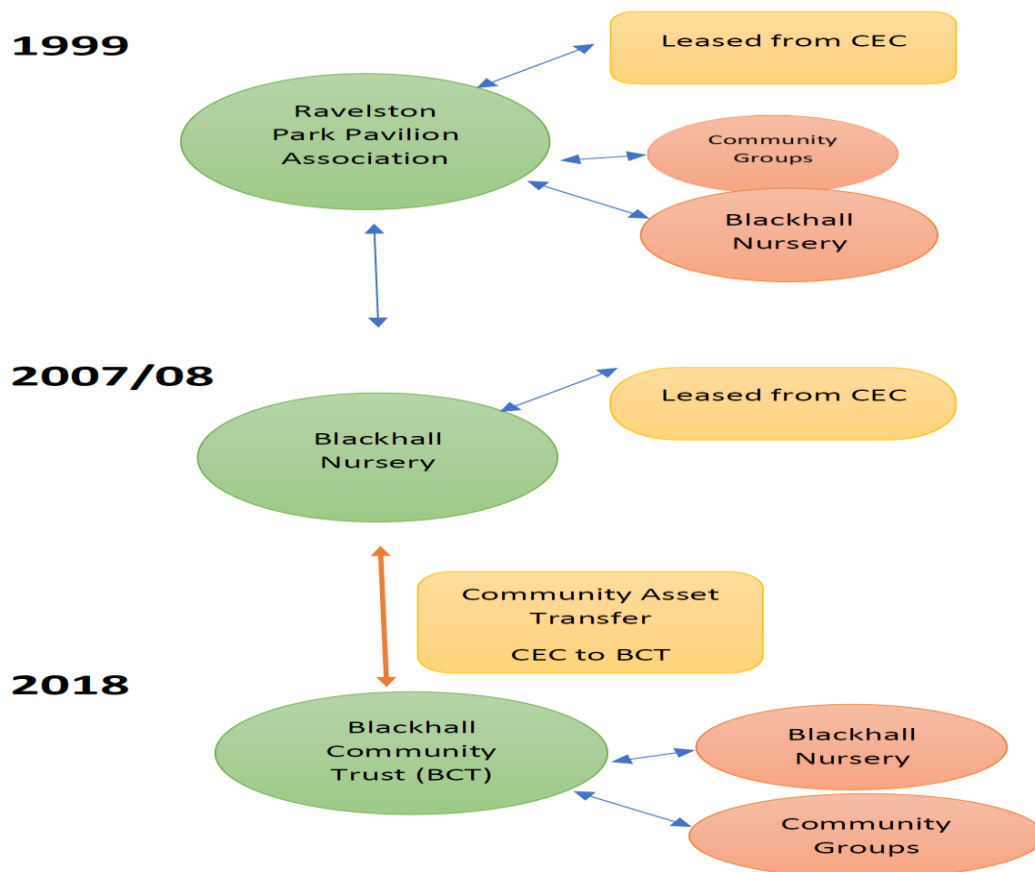 1999
Leased from CEC
Ravelston
Park Pavilion
Association
Community
Groups
Blackhall
Nursery
2007/08
Leased from CEC
Blackhall
Nursery
Community Asset
Transfer
CEC to BCT
2018
Blackhall
Community
Trust (BCT)
Blackhall
Nursery
Community
Groups